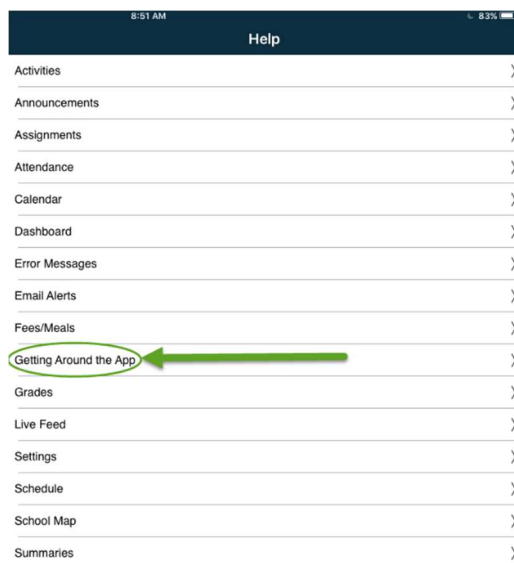 8:51 AM 83%
Help
Activities
Announcements
Assignments
Attendance
Calendar
Dashboard
Error Messages
Email Alerts
Fees/Meals
Getting Around the App
Grades
Live Feed
Settings
Schedule
School Map
Summaries